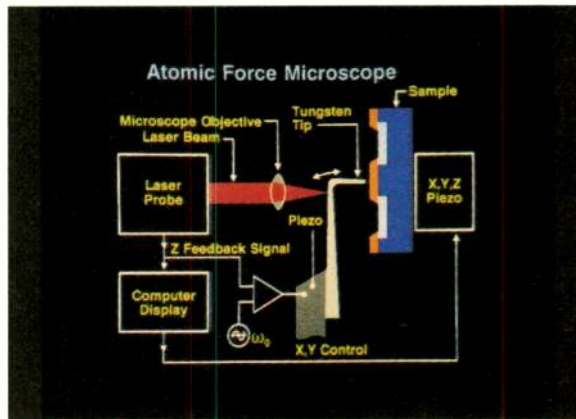 Atomic Force Microscope
Sample
Tungsten
Tip
Microscope Objective
Laser Beam
Laser
Probe
X,Y,Z
Piezo
Piezo
Z Feedback Signal
Computer
Display
ω₀
X,Y Control